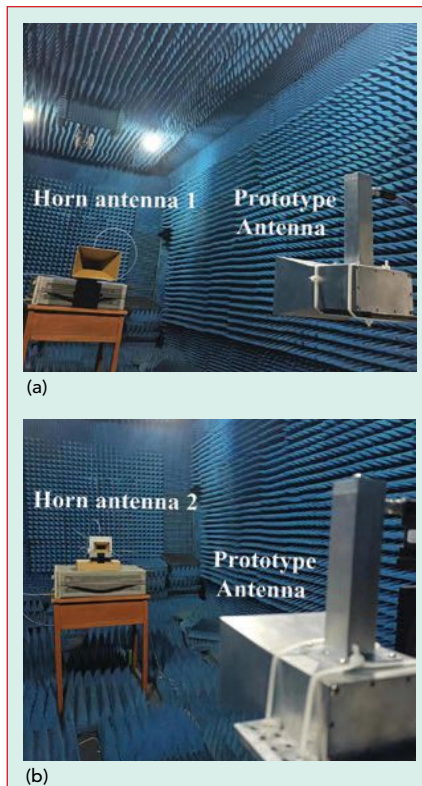 Horn antenna 1
Prototype
Antenna
(a)
Horn antenna 2
Prototype
Antenna
(b)